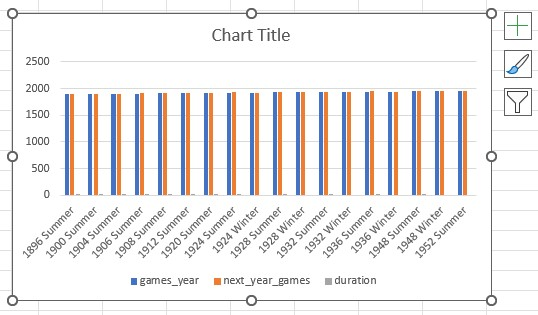 Chart Title
2500
2000
1500
1000
500
0
1896 Summer
1900 Summer
1904 Summer
1906 Summer
1908 Summer
1912 Summer
1920 Summer
1924 Summer
1924 Winter
1928 Summer
1928 Winter
1932 Summer
1932 Winter
1936 Summer
1936 Winter
1948 Summer
1948 Winter
1952 Summer
games_year next_year_games duration